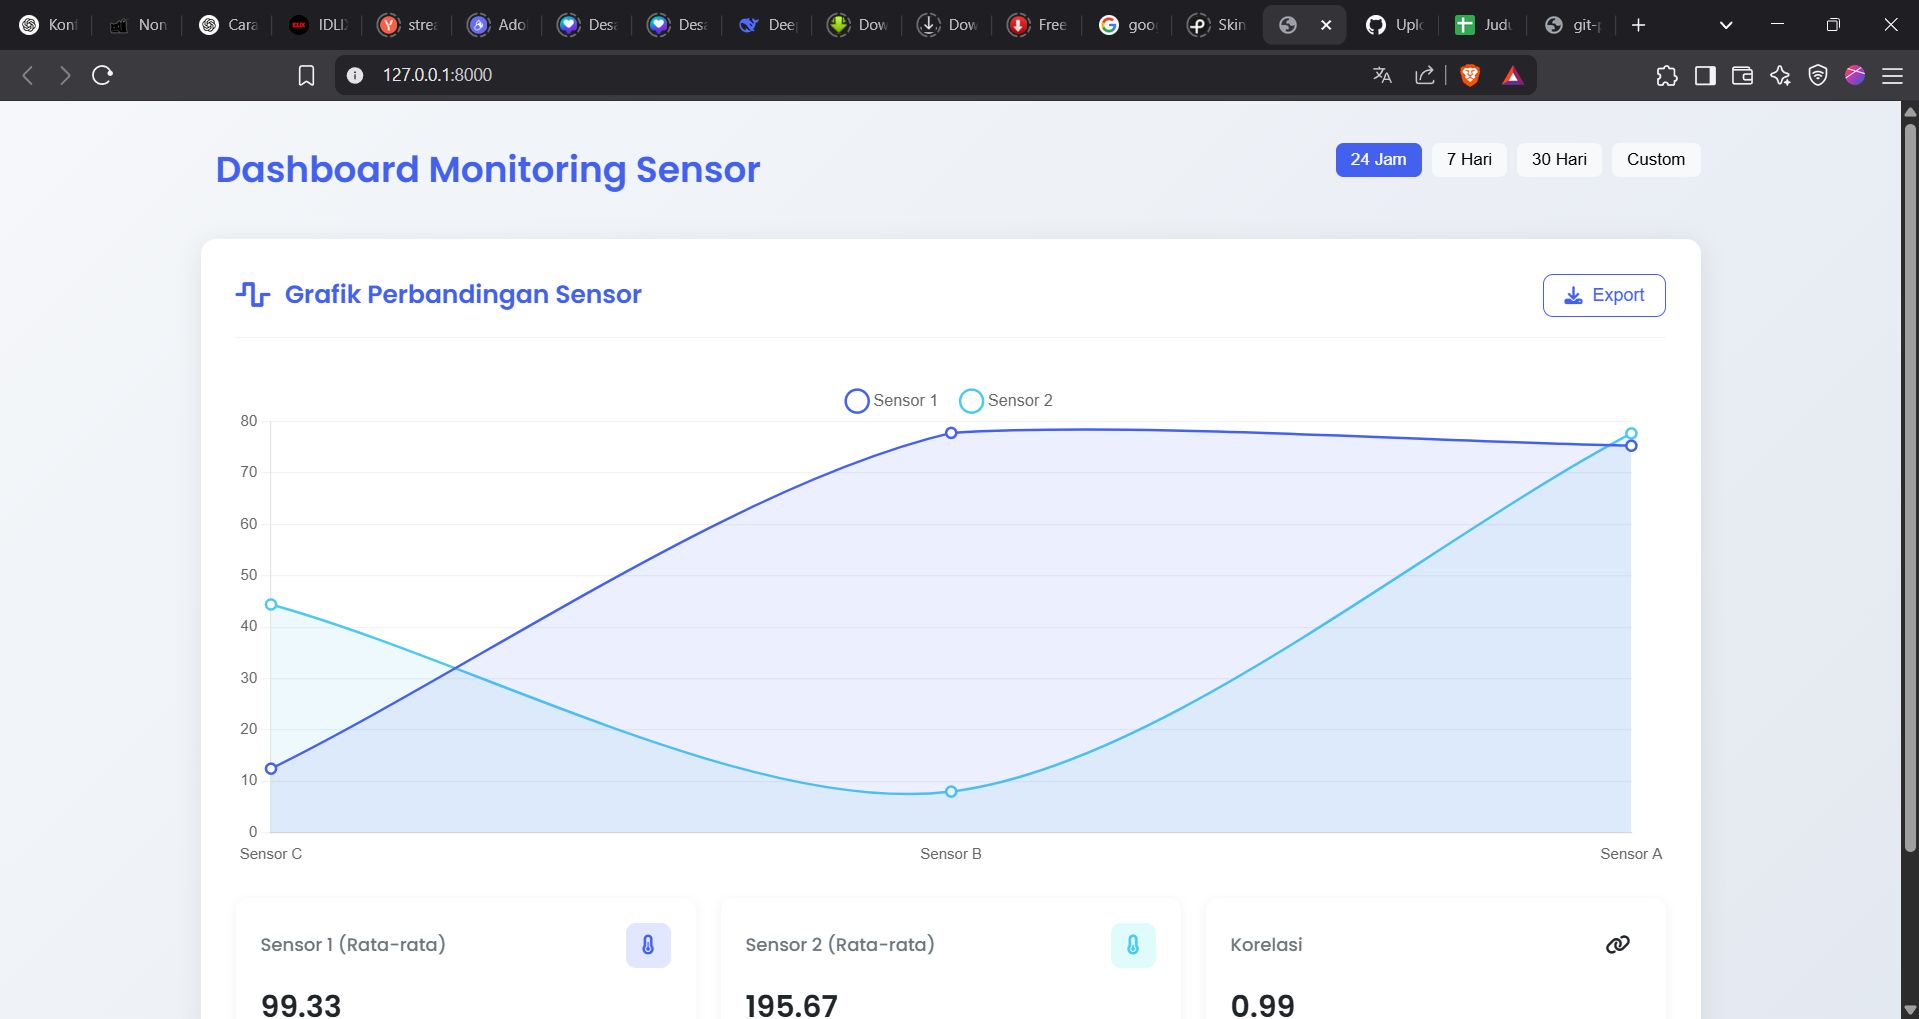 Konf
Non
Cara
IDLIX
strea
Ado
Desa
Desa
Deep
Dow
Dow
Free
goo
Skin
Uplo
Judu
git-p
127.0.0.1:8000
Dashboard Monitoring Sensor
24 Jam
7 Hari
30 Hari
Custom
Grafik Perbandingan Sensor
Export
Sensor 1
Sensor 2
80
70
60
50
40
30
20
10
0
Sensor C
Sensor B
Sensor A
Sensor 1 (Rata-rata)
99.33
Sensor 2 (Rata-rata)
195.67
Korelasi
0.99